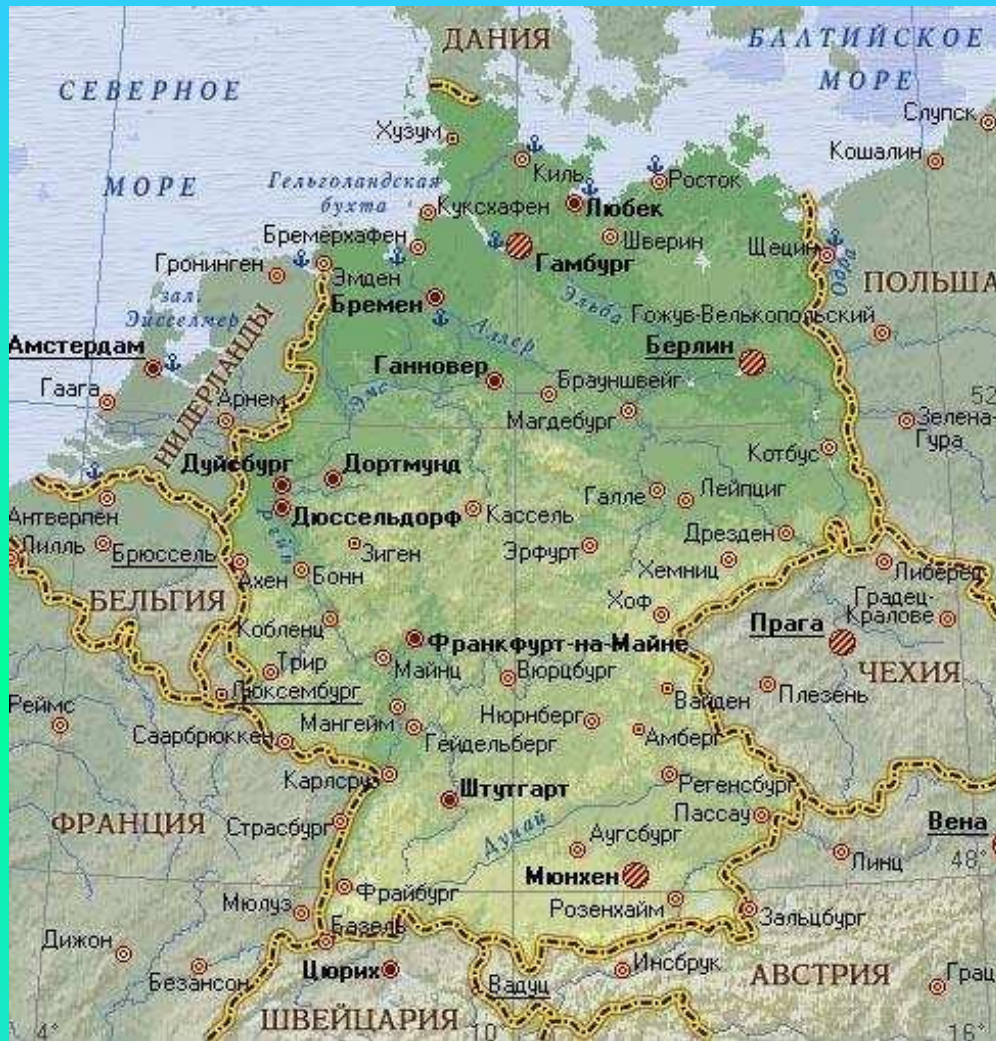 ДАНИЯ
БАЛТИЙСКОЕ
МОРЕ
СЕВЕРНОЕ
МОРЕ
Слупск
Хузум
Кошалин
Киль
Росток
Гельголандская
бухта
Куксхафен
Любек
Бремерхафен
Шверин
Щецин
Гамбург
Гронинген
Эмден
ПОЛЬША
Одра
зал.
Эйсселмер
Бремен
Эльба
Гожув-Велькопольский
Аллер
НИДЕРЛАНДЫ
Амстердам
Берлин
Ганновер
Брауншвейг
Гаага
Эмс
Арнем
Магдебург
52
Зелена-
Гура
Котбус
Дуйсбург
Дортмунд
Галле
Лейпциг
Антверпен
Дюссельдорф
Кассель
Рейн
Дрезден
Лилль
Брюссель
Зиген
Эрфурт
Ахен
Бонн
Хемниц
Либерец
БЕЛЬГИЯ
Хоф
Градец-
Кралове
Кобленц
Прага
Франкфурт-на-Майне
Трир
Майнц
Вюрцбург
ЧЕХИЯ
Люксембург
Вайден
Плезень
Реймс
Мангейм
Нюрнберг
Саарбрюккен
Гейдельберг
Амберг
Карлсруэ
Регенсбург
Штутгарт
Пассау
ФРАНЦИЯ
Страсбург
Дунай
Аугсбург
Вена
Линц
48°
Мюнхен
Фрайбург
Мюлуз
Розенхайм
Зальцбург
Базель
Дижон
Безансон
Цюрих
Вадуц
Инсбрук
АВСТРИЯ
Грац
ШВЕЙЦАРИЯ
4°
10
16°